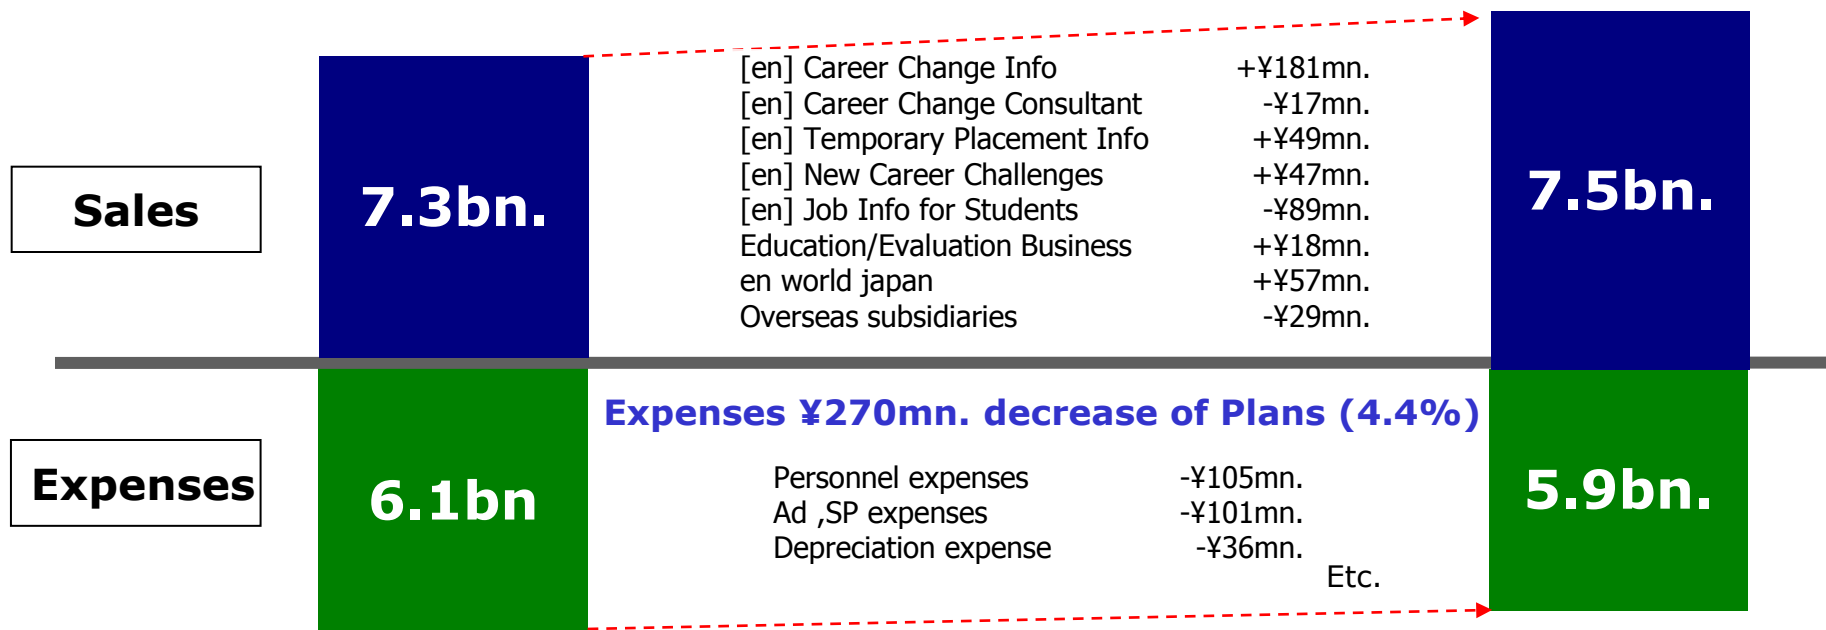 [en] Career Change Info +¥181mn.
[en] Career Change Consultant -¥17mn.
[en] Temporary Placement Info +¥49mn.
[en] New Career Challenges +¥47mn.
[en] Job Info for Students -¥89mn.
Education/Evaluation Business +¥18mn.
en world japan +¥57mn.
Overseas subsidiaries -¥29mn.
Sales
7.3bn.
7.5bn.
Expenses ¥270mn. decrease of Plans (4.4%)
Personnel expenses -¥105mn.
Ad ,SP expenses -¥101mn.
Depreciation expense -¥36mn.
Etc.
Expenses
6.1bn
5.9bn.